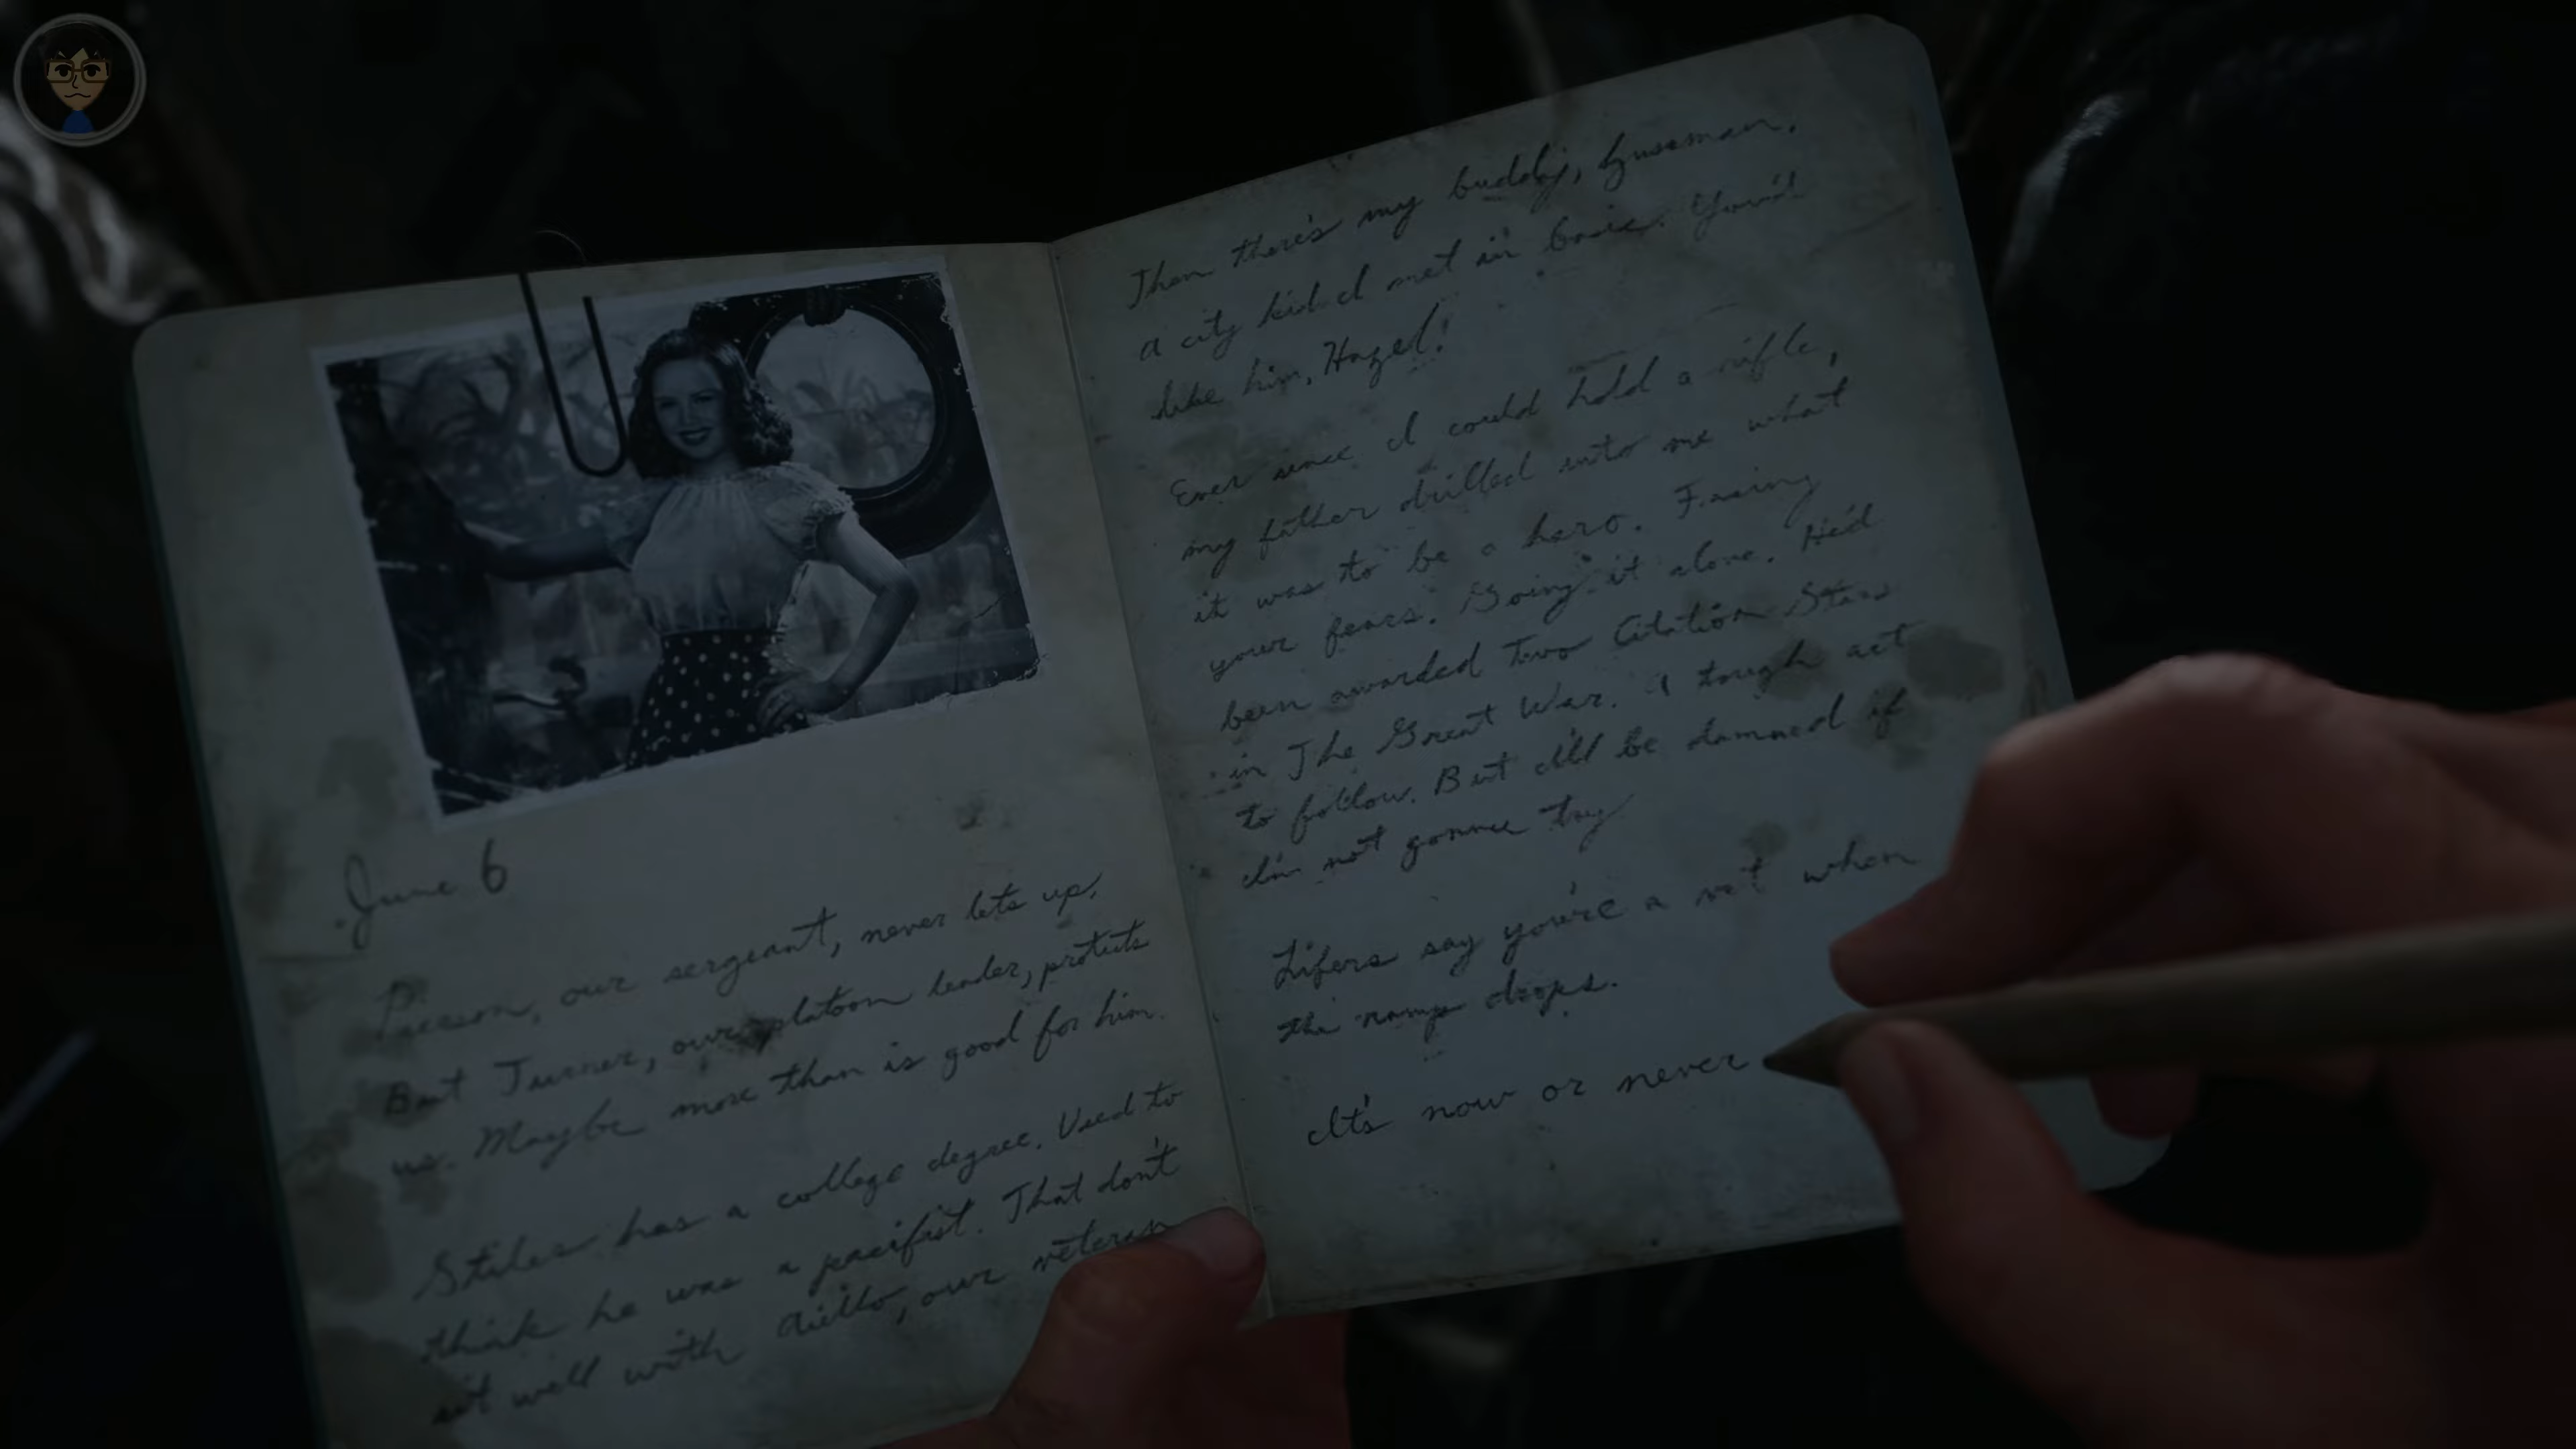 June 6
Pierson, our sergeant, never lets up.
But Turner, our platoon leader, protects
us. Maybe more than is good for him.
Stiles has a college degree. Used to
think he was a pacifist. That don't
sit well with Aiello, our veteran
Then there's my buddy, Zussman,
a city kid I met in basic. You'd
like him, Hazel!
Ever since I could hold a rifle,
my father drilled into me what
it was to be a hero. Facing
your fears. Going it alone. He'd
been awarded Two Citation Stars
in The Great War. A tough act
to follow. But I'll be damned if
I'm not gonna try
Lifers say you're a vet when
the ramp drops.
It's now or never